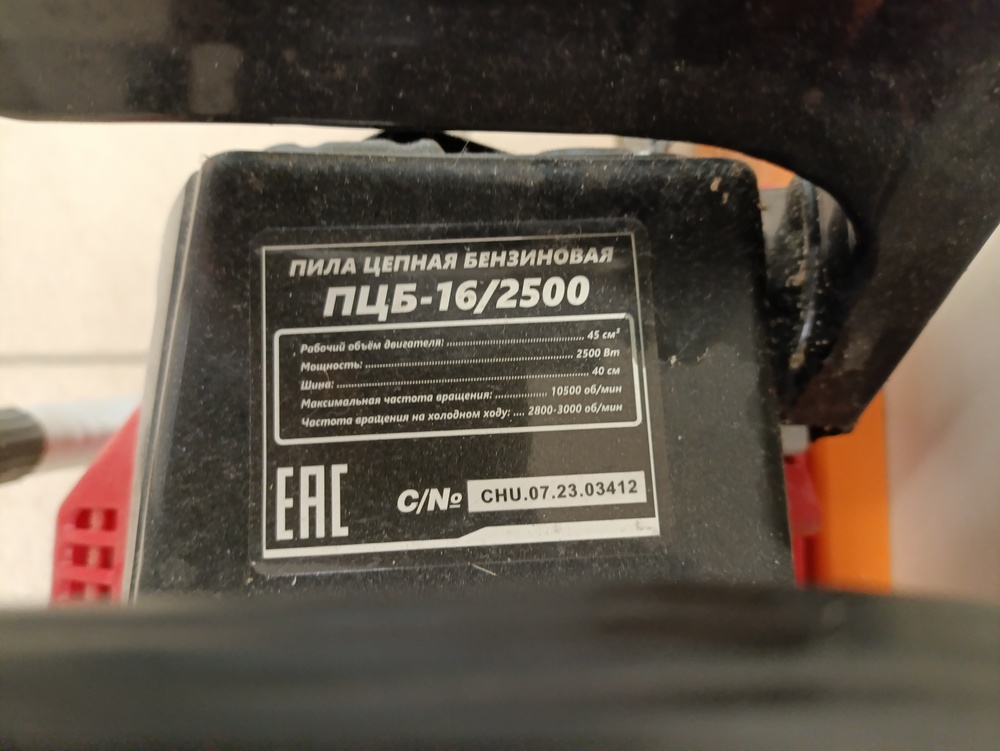 ПИЛА ЦЕПНАЯ БЕНЗИНОВАЯ
ПЦБ-16/2500
Рабочий объём двигателя: 45 см³
Мощность: 2500 Вт
Шина: 40 см
Максимальная частота вращения: 10500 об/мин
Частота вращения на холодном ходу: .... 2800-3000 об/мин
EAC
С/№ CHU.07.23.03412